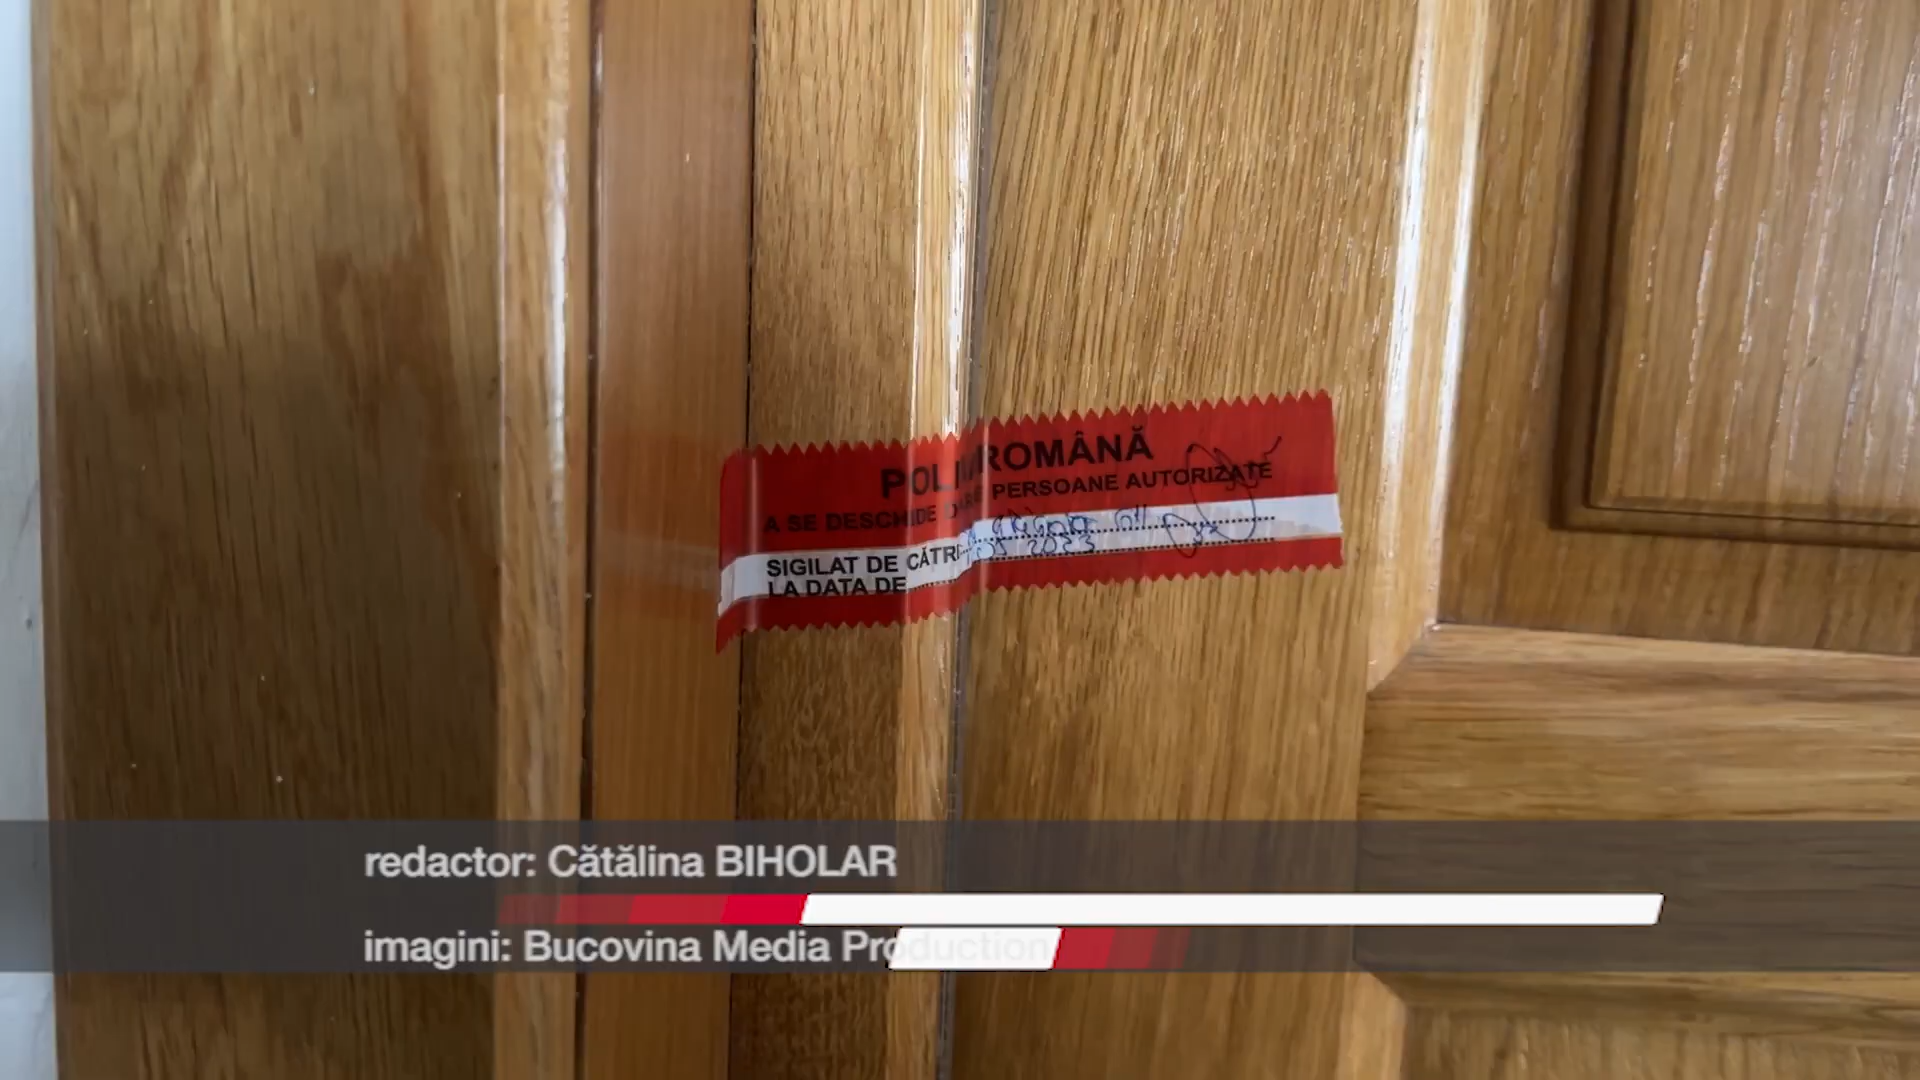 POLI ROMÂNĂ
A SE DESCHIDE PERSOANE AUTORIZATE
SIGILAT DE CĂTRE
LA DATA DE 2023
redactor: Cătălina BIHOLAR
imagini: Bucovina Media Production